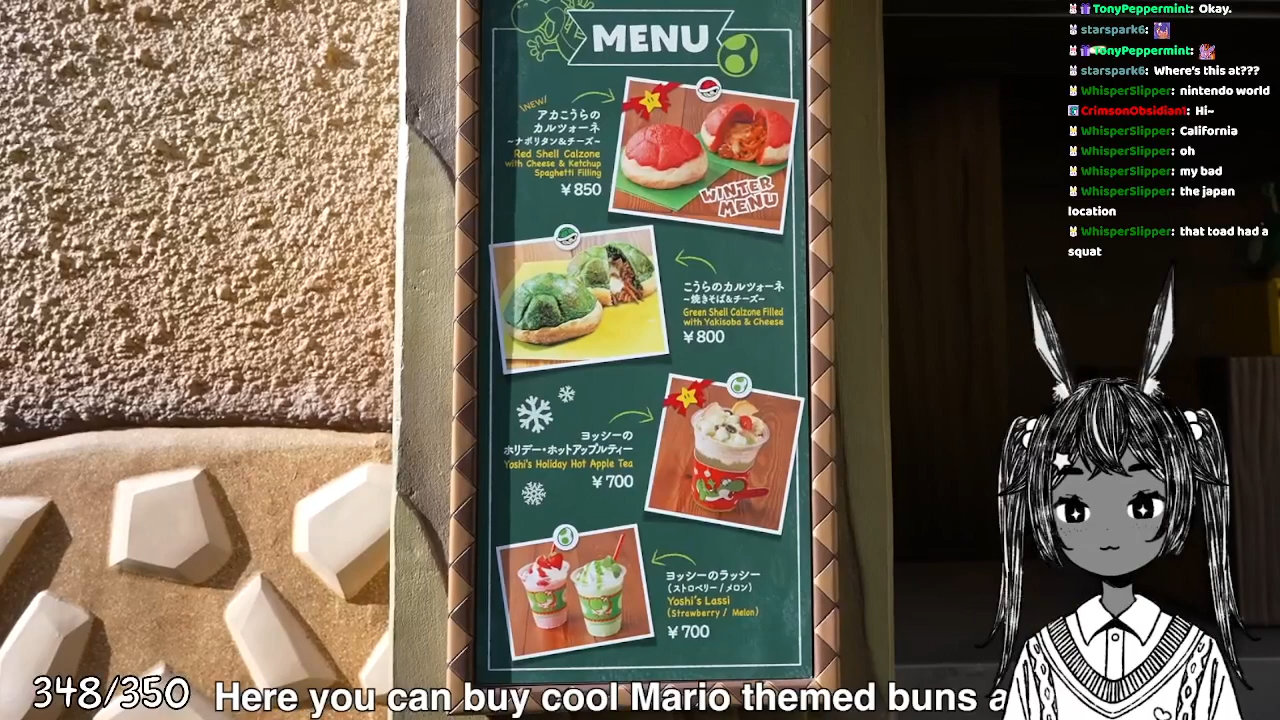 MENU
NEW/
アカこうらの
カルツォーネ
~ナポリタン&チーズ~
Red Shell Calzone
with Cheese & Ketchup
Spaghetti Filling
¥850
WINTER
MENU
こうらのカルツォーネ
~焼きそば&チーズ~
Green Shell Calzone Filled
with Yakisoba & Cheese
¥800
ヨッシーの
ホリデー・ホットアップルティー
Yoshi's Holiday Hot Apple Tea
¥700
ヨッシーのラッシー
(ストロベリー/メロン)
Yoshi's Lassi
(Strawberry / Melon)
¥700
TonyPeppermint: Okay.
starspark6:
TonyPeppermint:
starspark6: Where's this at???
WhisperSlipper: nintendo world
CrimsonObsidian1: Hi~
WhisperSlipper: California
WhisperSlipper: oh
WhisperSlipper: my bad
WhisperSlipper: the japan
location
WhisperSlipper: that toad had a
squat
348/350
Here you can buy cool Mario themed buns a